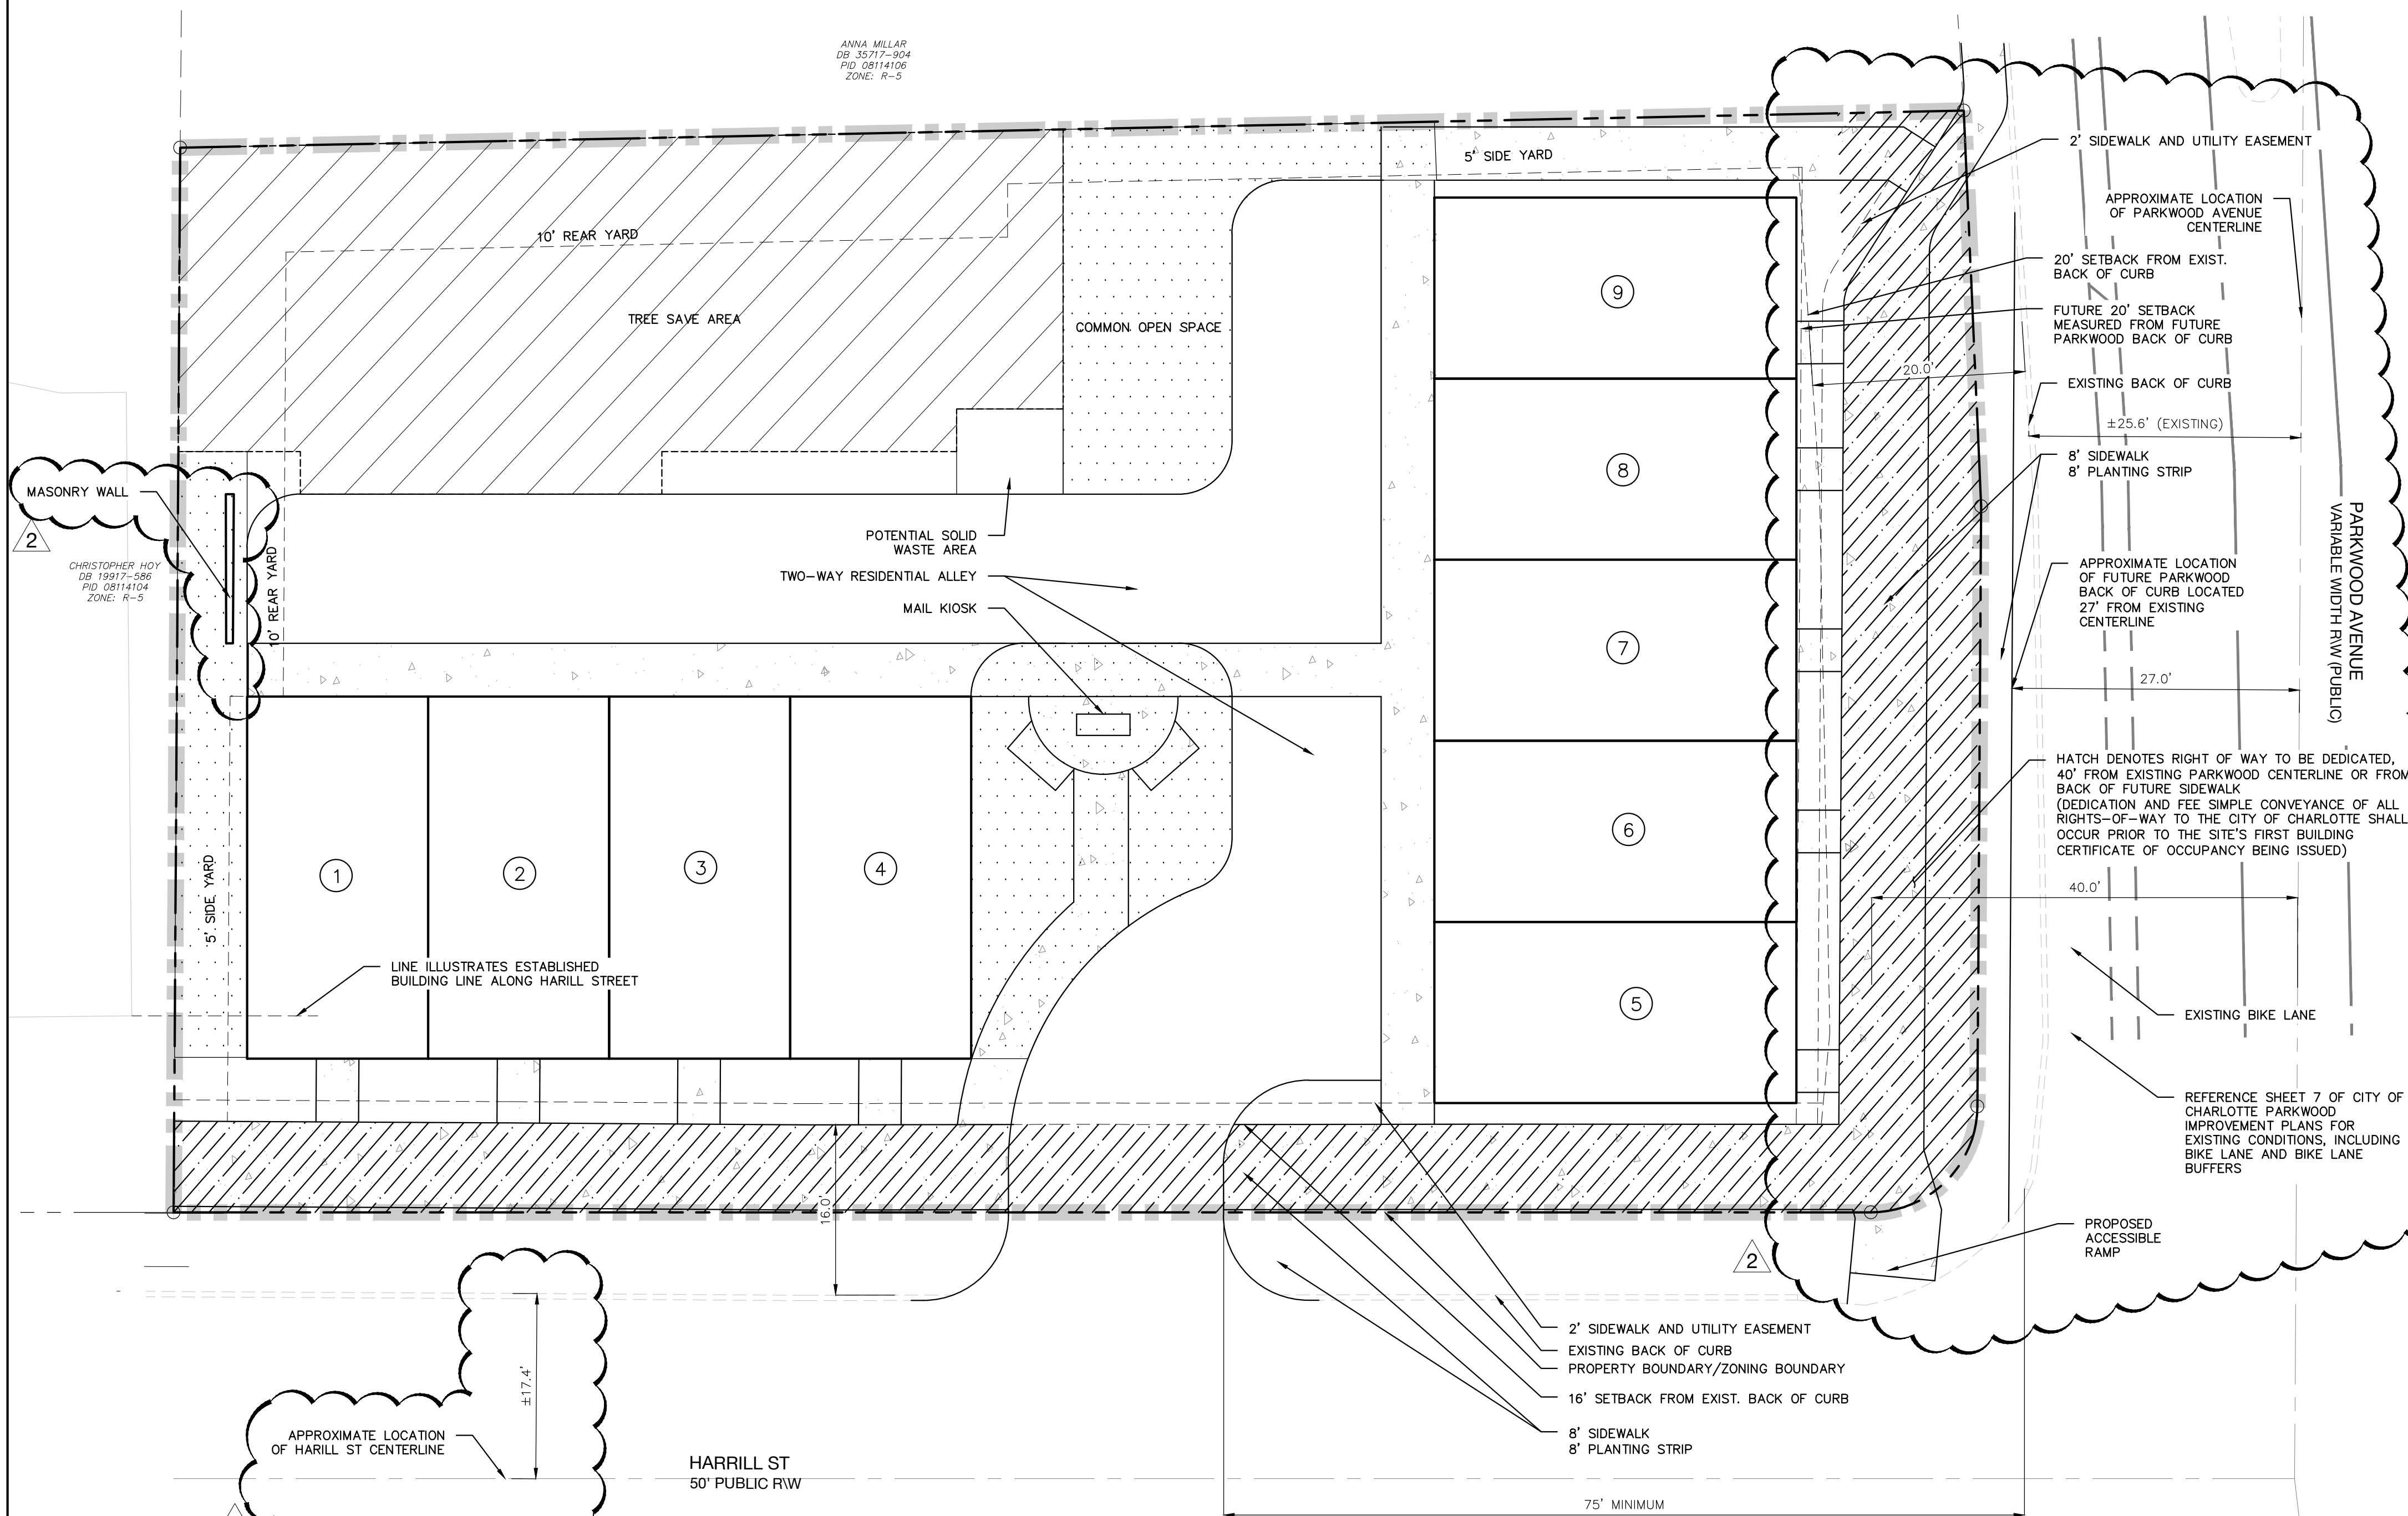 ANNA MILLAR
DB 35717-904
PID 08114106
ZONE: R-5
2' SIDEWALK AND UTILITY EASEMENT
5' SIDE YARD
APPROXIMATE LOCATION
OF PARKWOOD AVENUE
CENTERLINE
10' REAR YARD
20' SETBACK FROM EXIST.
BACK OF CURB
9
TREE SAVE AREA
COMMON OPEN SPACE
FUTURE 20' SETBACK
MEASURED FROM FUTURE
PARKWOOD BACK OF CURB
20.0'
EXISTING BACK OF CURB
±25.6' (EXISTING)
8' SIDEWALK
8' PLANTING STRIP
8
MASONRY WALL
2
CHRISTOPHER HOY
DB 19917-586
PID 08114104
ZONE: R-5
10' REAR YARD
POTENTIAL SOLID
WASTE AREA
TWO-WAY RESIDENTIAL ALLEY
MAIL KIOSK
PARKWOOD AVENUE
VARIABLE WIDTH R\W (PUBLIC)
APPROXIMATE LOCATION
OF FUTURE PARKWOOD
BACK OF CURB LOCATED
27' FROM EXISTING
CENTERLINE
7
27.0'
HATCH DENOTES RIGHT OF WAY TO BE DEDICATED,
40' FROM EXISTING PARKWOOD CENTERLINE OR FROM
BACK OF FUTURE SIDEWALK
(DEDICATION AND FEE SIMPLE CONVEYANCE OF ALL
RIGHTS-OF-WAY TO THE CITY OF CHARLOTTE SHALL
OCCUR PRIOR TO THE SITE'S FIRST BUILDING
CERTIFICATE OF OCCUPANCY BEING ISSUED)
6
40.0'
5' SIDE YARD
1
2
3
4
LINE ILLUSTRATES ESTABLISHED
BUILDING LINE ALONG HARILL STREET
5
EXISTING BIKE LANE
REFERENCE SHEET 7 OF CITY OF
CHARLOTTE PARKWOOD
IMPROVEMENT PLANS FOR
EXISTING CONDITIONS, INCLUDING
BIKE LANE AND BIKE LANE
BUFFERS
16.0'
2
PROPOSED
ACCESSIBLE
RAMP
2' SIDEWALK AND UTILITY EASEMENT
EXISTING BACK OF CURB
PROPERTY BOUNDARY/ZONING BOUNDARY
16' SETBACK FROM EXIST. BACK OF CURB
8' SIDEWALK
8' PLANTING STRIP
±17.4'
APPROXIMATE LOCATION
OF HARILL ST CENTERLINE
HARRILL ST
50' PUBLIC R\W
75' MINIMUM